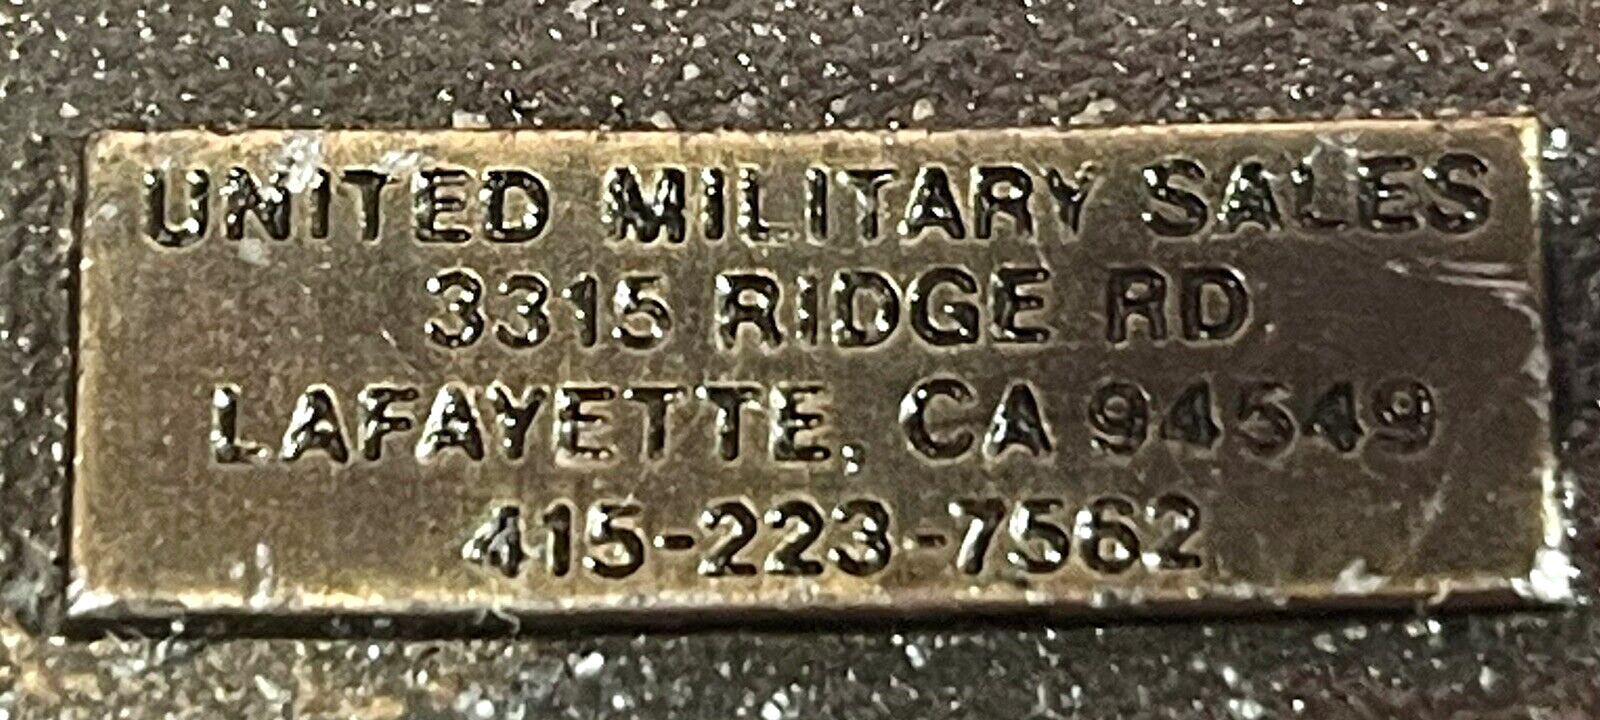 UNITED MILITARY SALES
3315 RIDGE RD
LAFAYETTE, CA 94549
415-223-7562